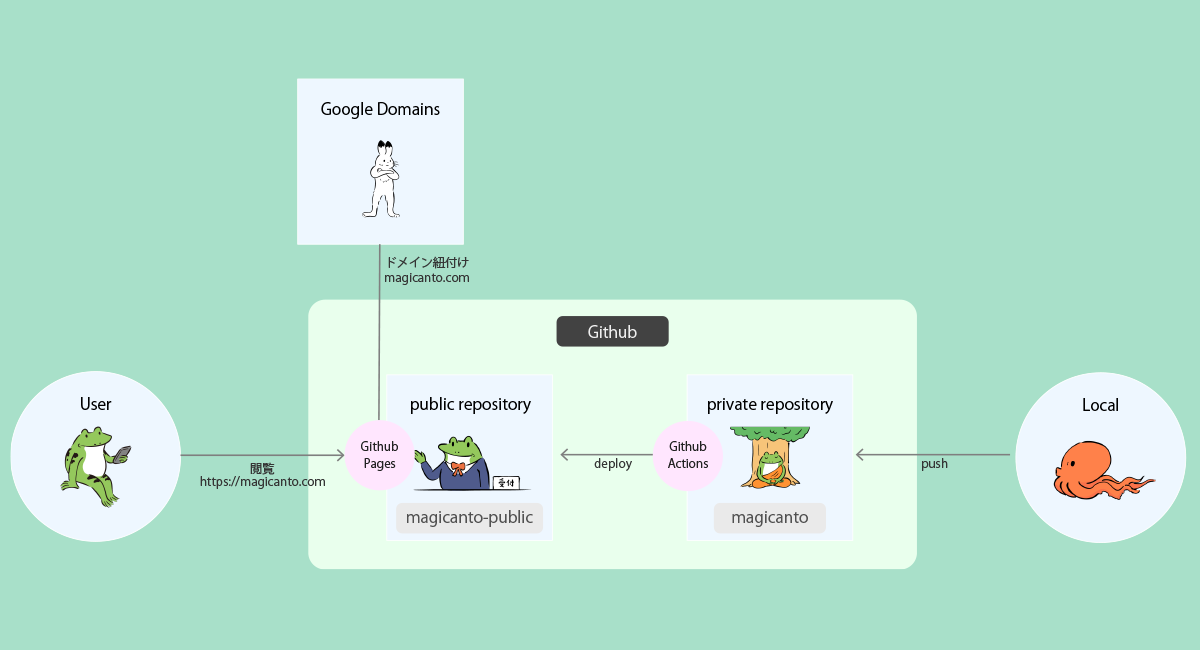 Google Domains
ドメイン紐付け
magicanto.com
Github
User
閲覧
https://magicanto.com
Github
Pages
public repository
受付
magicanto-public
deploy
private repository
Github
Actions
magicanto
push
Local